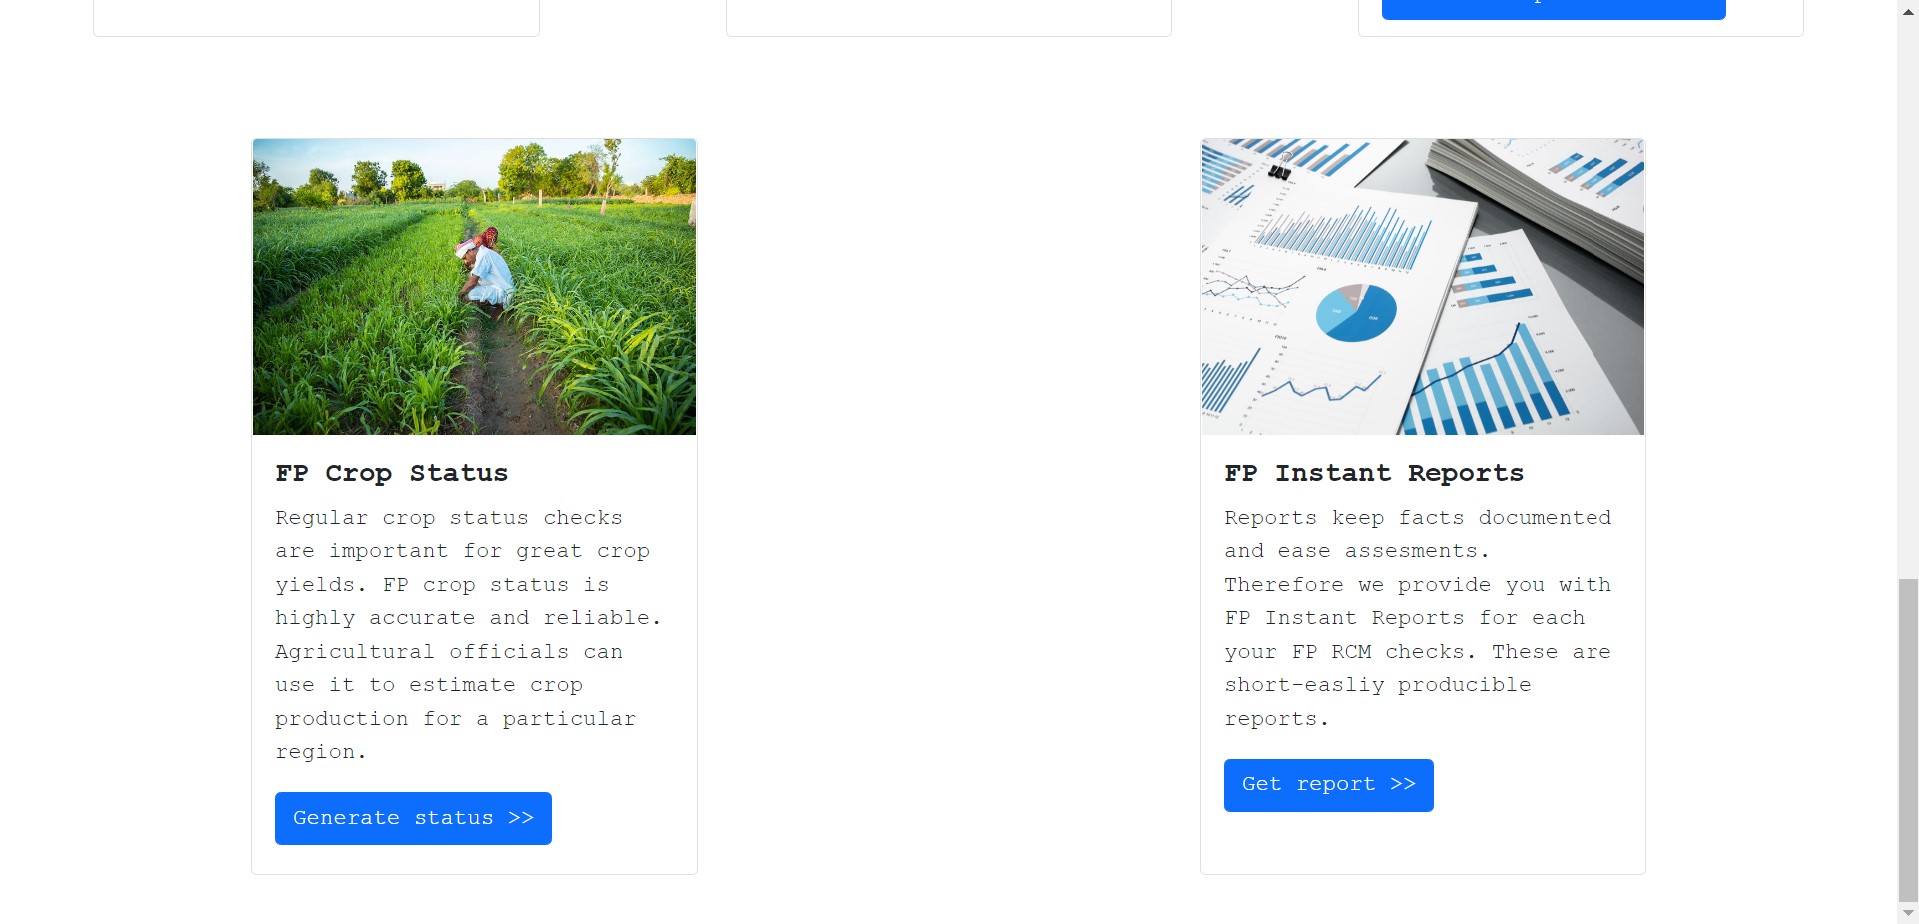 FP Crop Status
Regular crop status checks
are important for great crop
yields. FP crop status is
highly accurate and reliable.
Agricultural officials can
use it to estimate crop
production for a particular
region.
Generate status >>
FP Instant Reports
Reports keep facts documented
and ease assesments.
Therefore we provide you with
FP Instant Reports for each
your FP RCM checks. These are
short-easliy producible
reports.
Get report >>